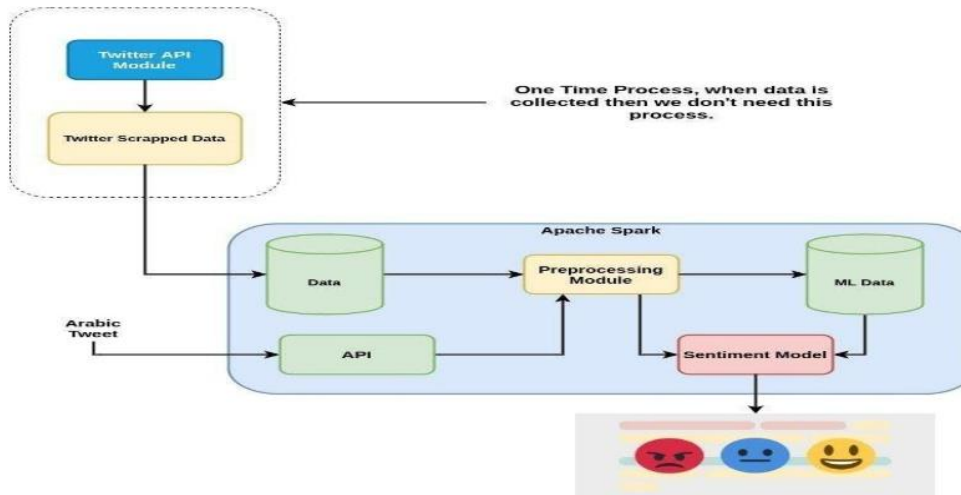 Twitter API
Module
One Time Process, when data is
collected then we don't need this
process.
Twitter Scrapped Data
Apache Spark
Data
Preprocessing
Module
ML Data
Arabic
Tweet
API
Sentiment Model